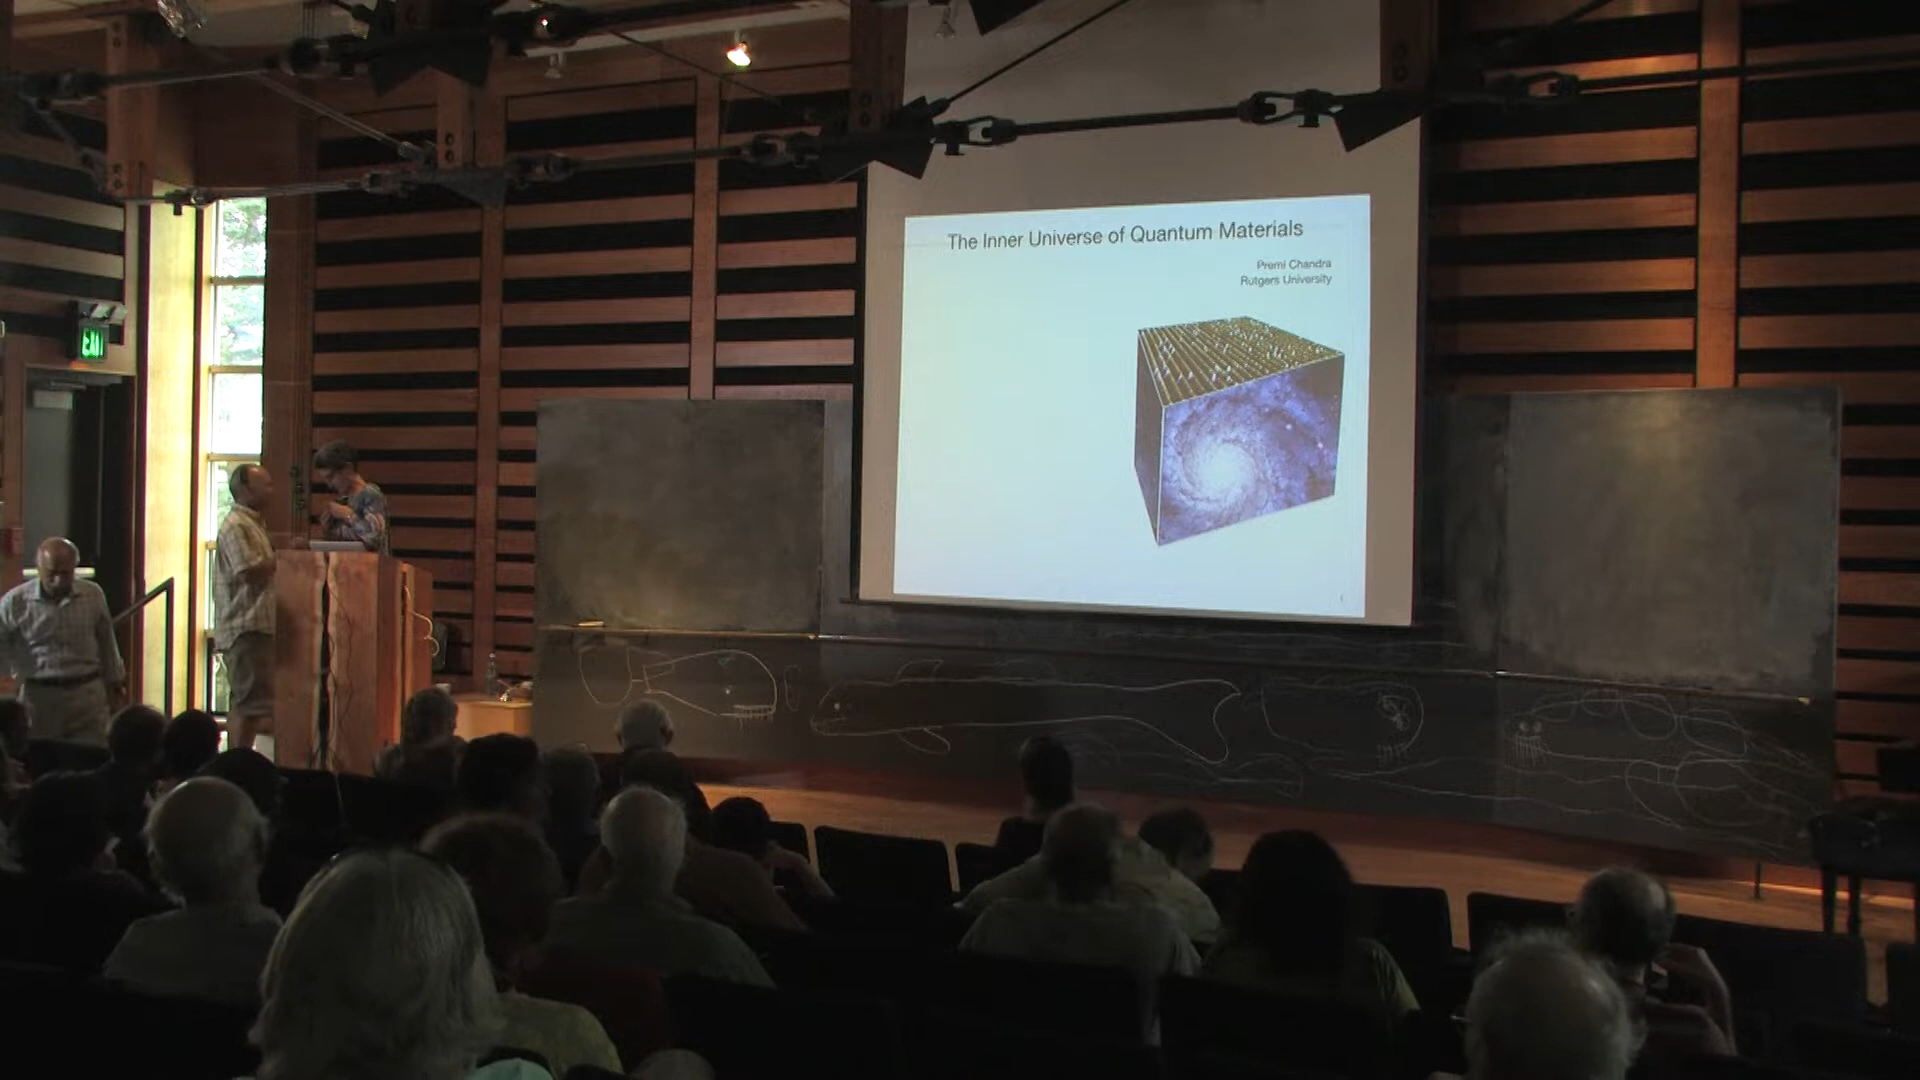 The Inner Universe of Quantum Materials
Premi Chandra
Rutgers University
EXIT